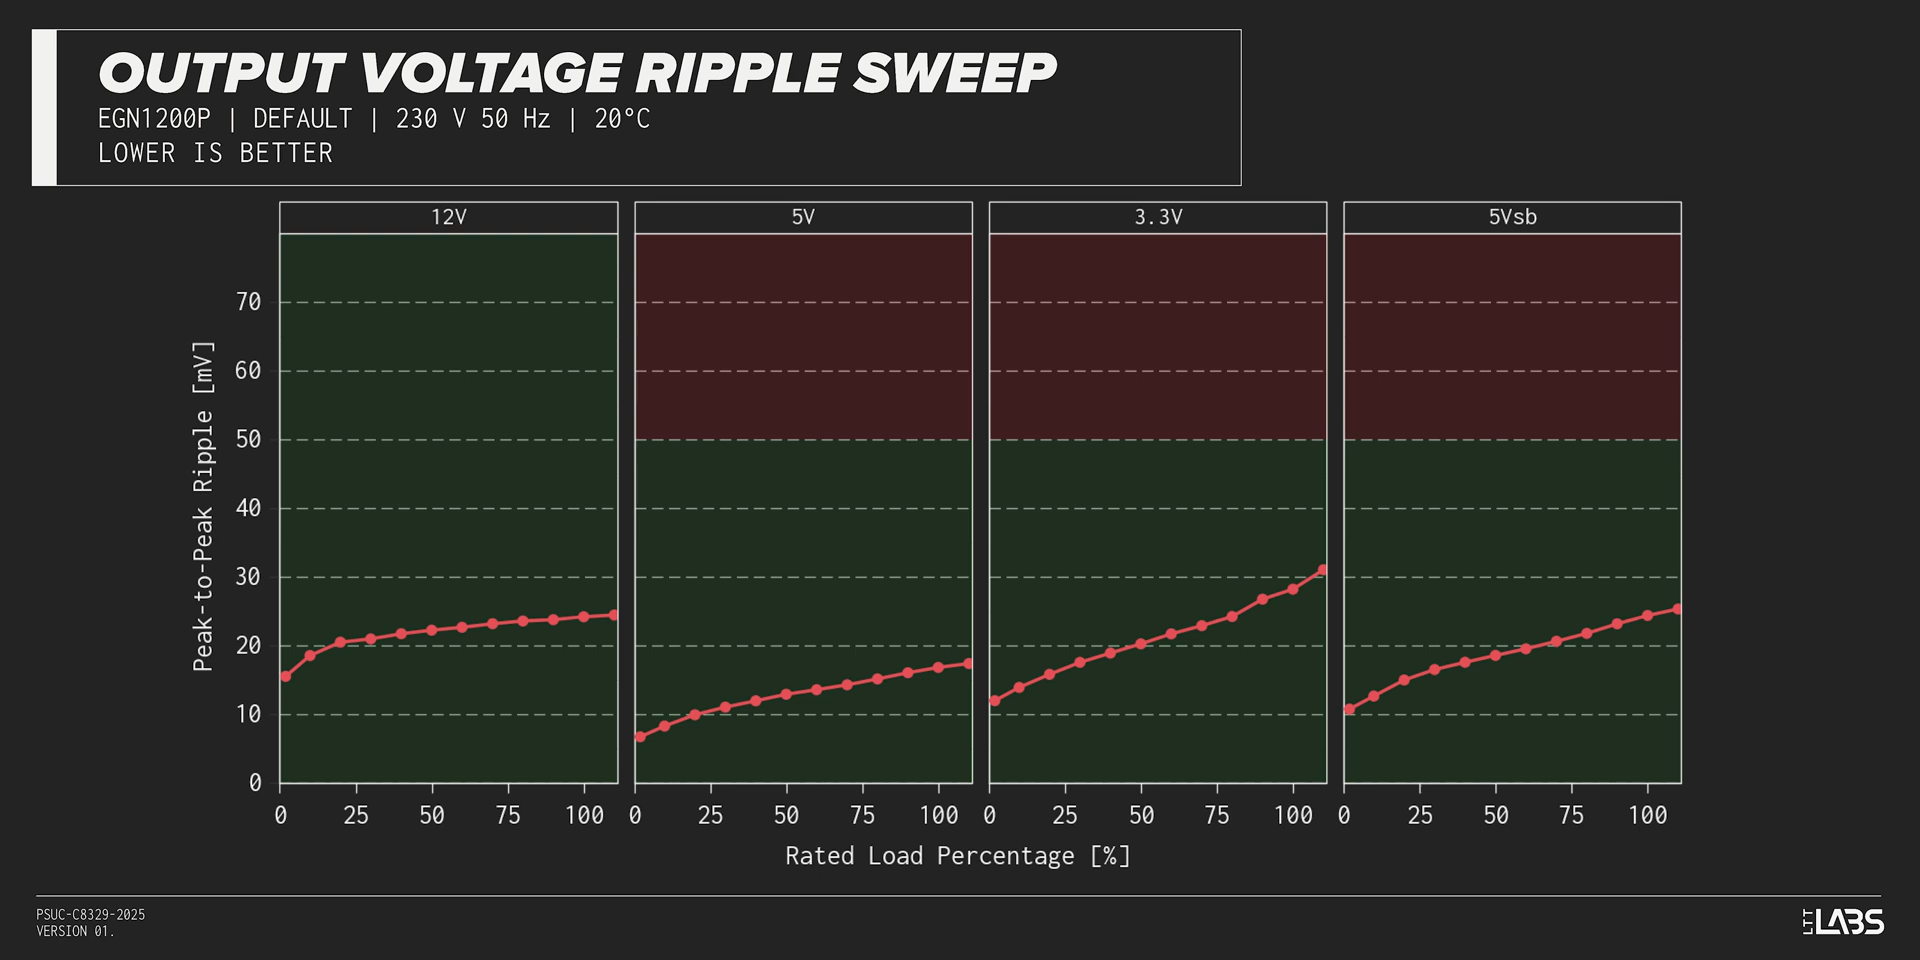 OUTPUT VOLTAGE RIPPLE SWEEP
EGN1200P | DEFAULT | 230 V 50 Hz | 20°C
LOWER IS BETTER
12V 5V 3.3V 5Vsb
Peak-to-Peak Ripple [mV]
70
60
50
40
30
20
10
0
0 25 50 75 100 0 25 50 75 100 0 25 50 75 100 0 25 50 75 100
Rated Load Percentage [%]
PSUC-C8329-2025
VERSION 01.
LTT LABS